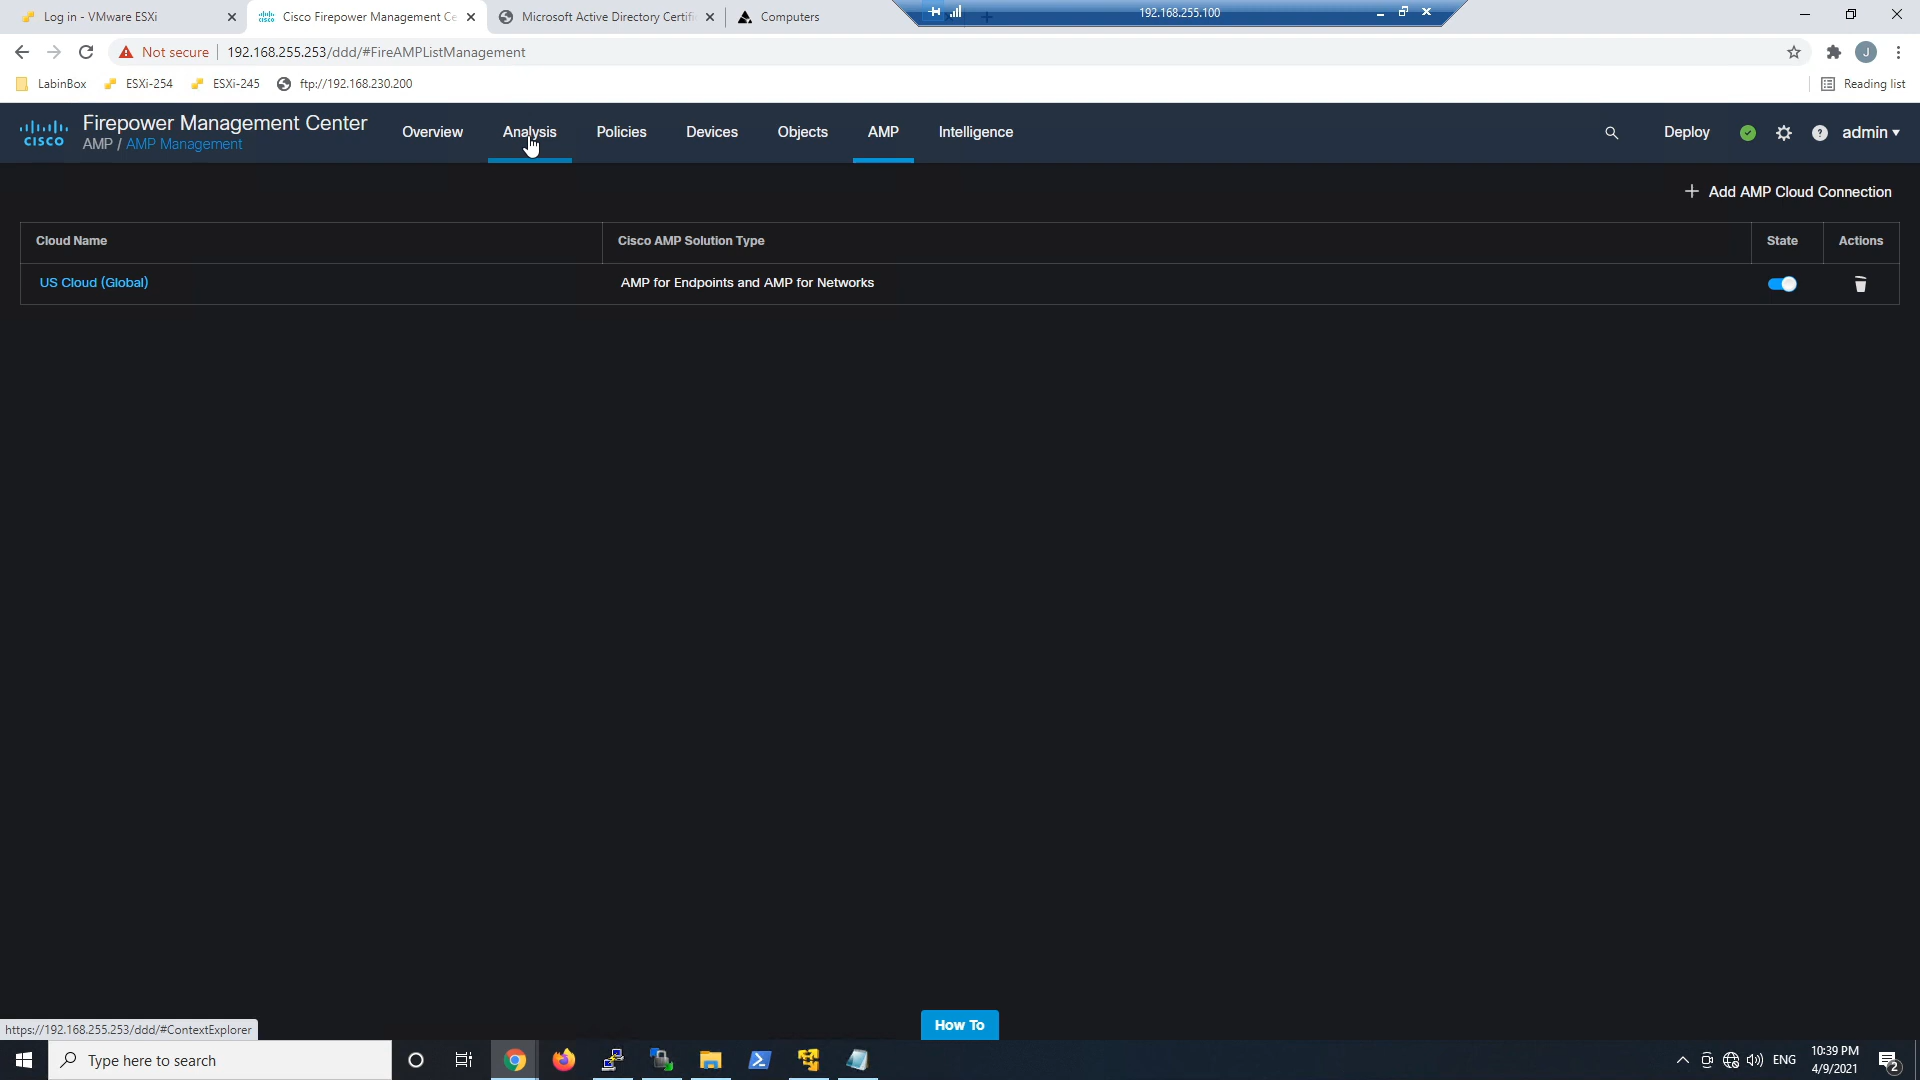 Log in - VMware ESXi
Cisco Firepower Management Ce
Microsoft Active Directory Certifi
Computers
192.168.255.100
Not secure
192.168.255.253/ddd/#FireAMPListManagement
J
LabinBox
ESXi-254
ESXi-245
ftp://192.168.230.200
Reading list
CISCO
Firepower Management Center
AMP / AMP Management
Overview
Analysis
Policies
Devices
Objects
AMP
Intelligence
Deploy
?
admin
Add AMP Cloud Connection
Cloud Name
Cisco AMP Solution Type
State
Actions
US Cloud (Global)
AMP for Endpoints and AMP for Networks
How To
https://192.168.255.253/ddd/#ContextExplorer
Type here to search
ENG
10:39 PM
4/9/2021
2